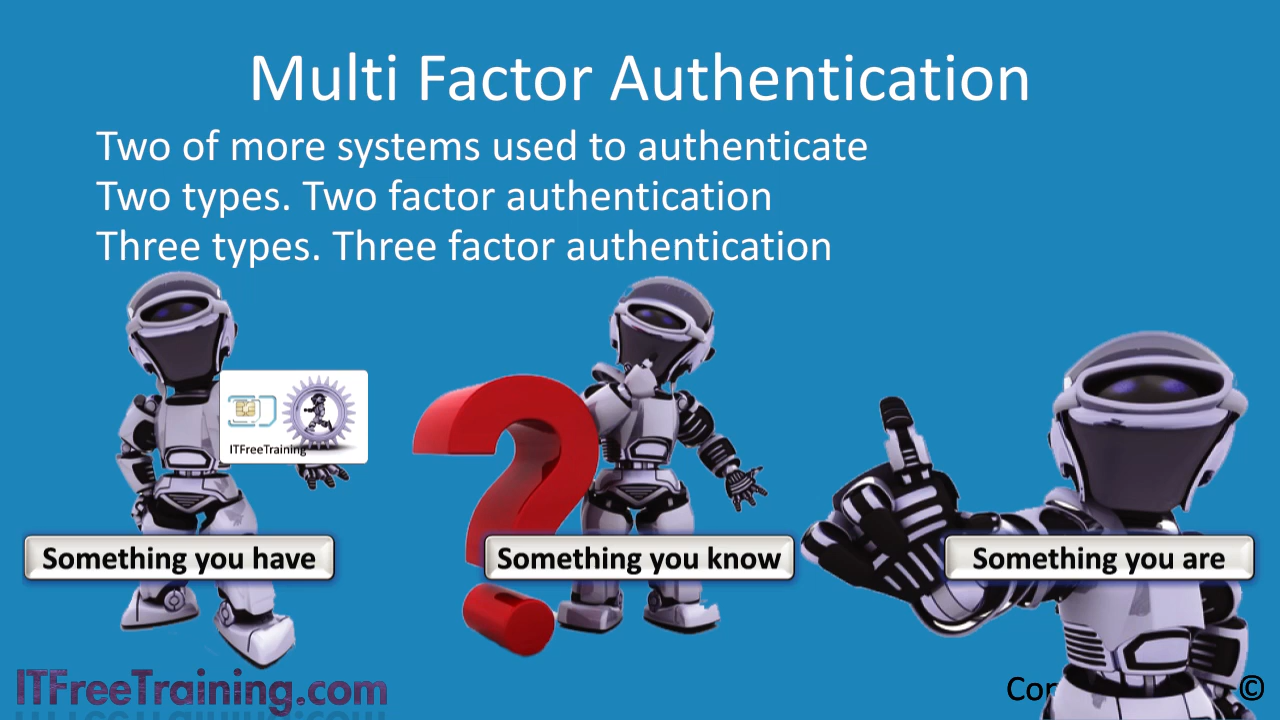 Multi Factor Authentication
Two of more systems used to authenticate
Two types. Two factor authentication
Three types. Three factor authentication
ITFreeTraining
Something you have
Something you know
Something you are
ITFreeTraining.com
©